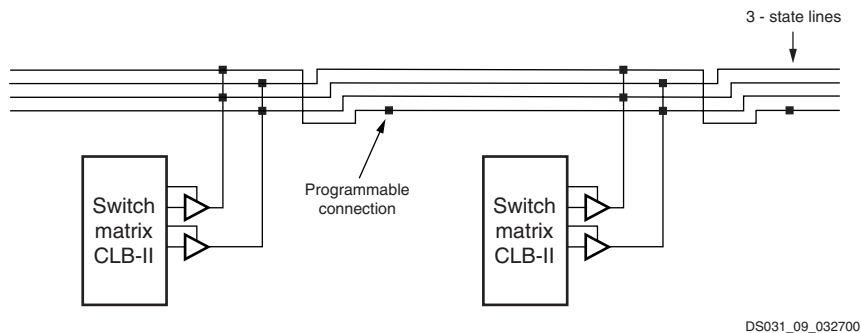 3 - state lines
Programmable
connection
Switch
matrix
CLB-II
Switch
matrix
CLB-II
DS031_09_032700